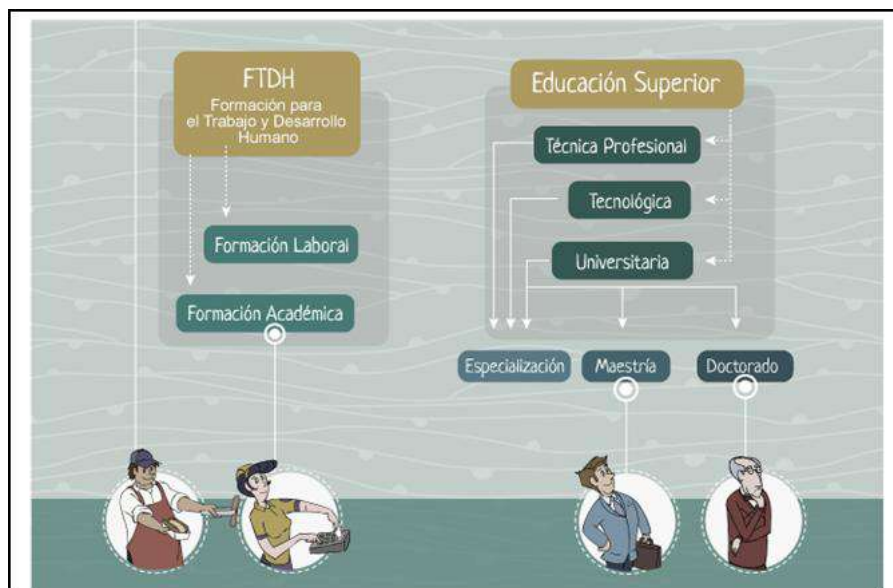 FTDH
Formación para
el Trabajo y Desarrollo
Humano
Formación Laboral
Formación Académica
Educación Superior
Técnica Profesional
Tecnológica
Universitaria
Especialización
Maestría
Doctorado